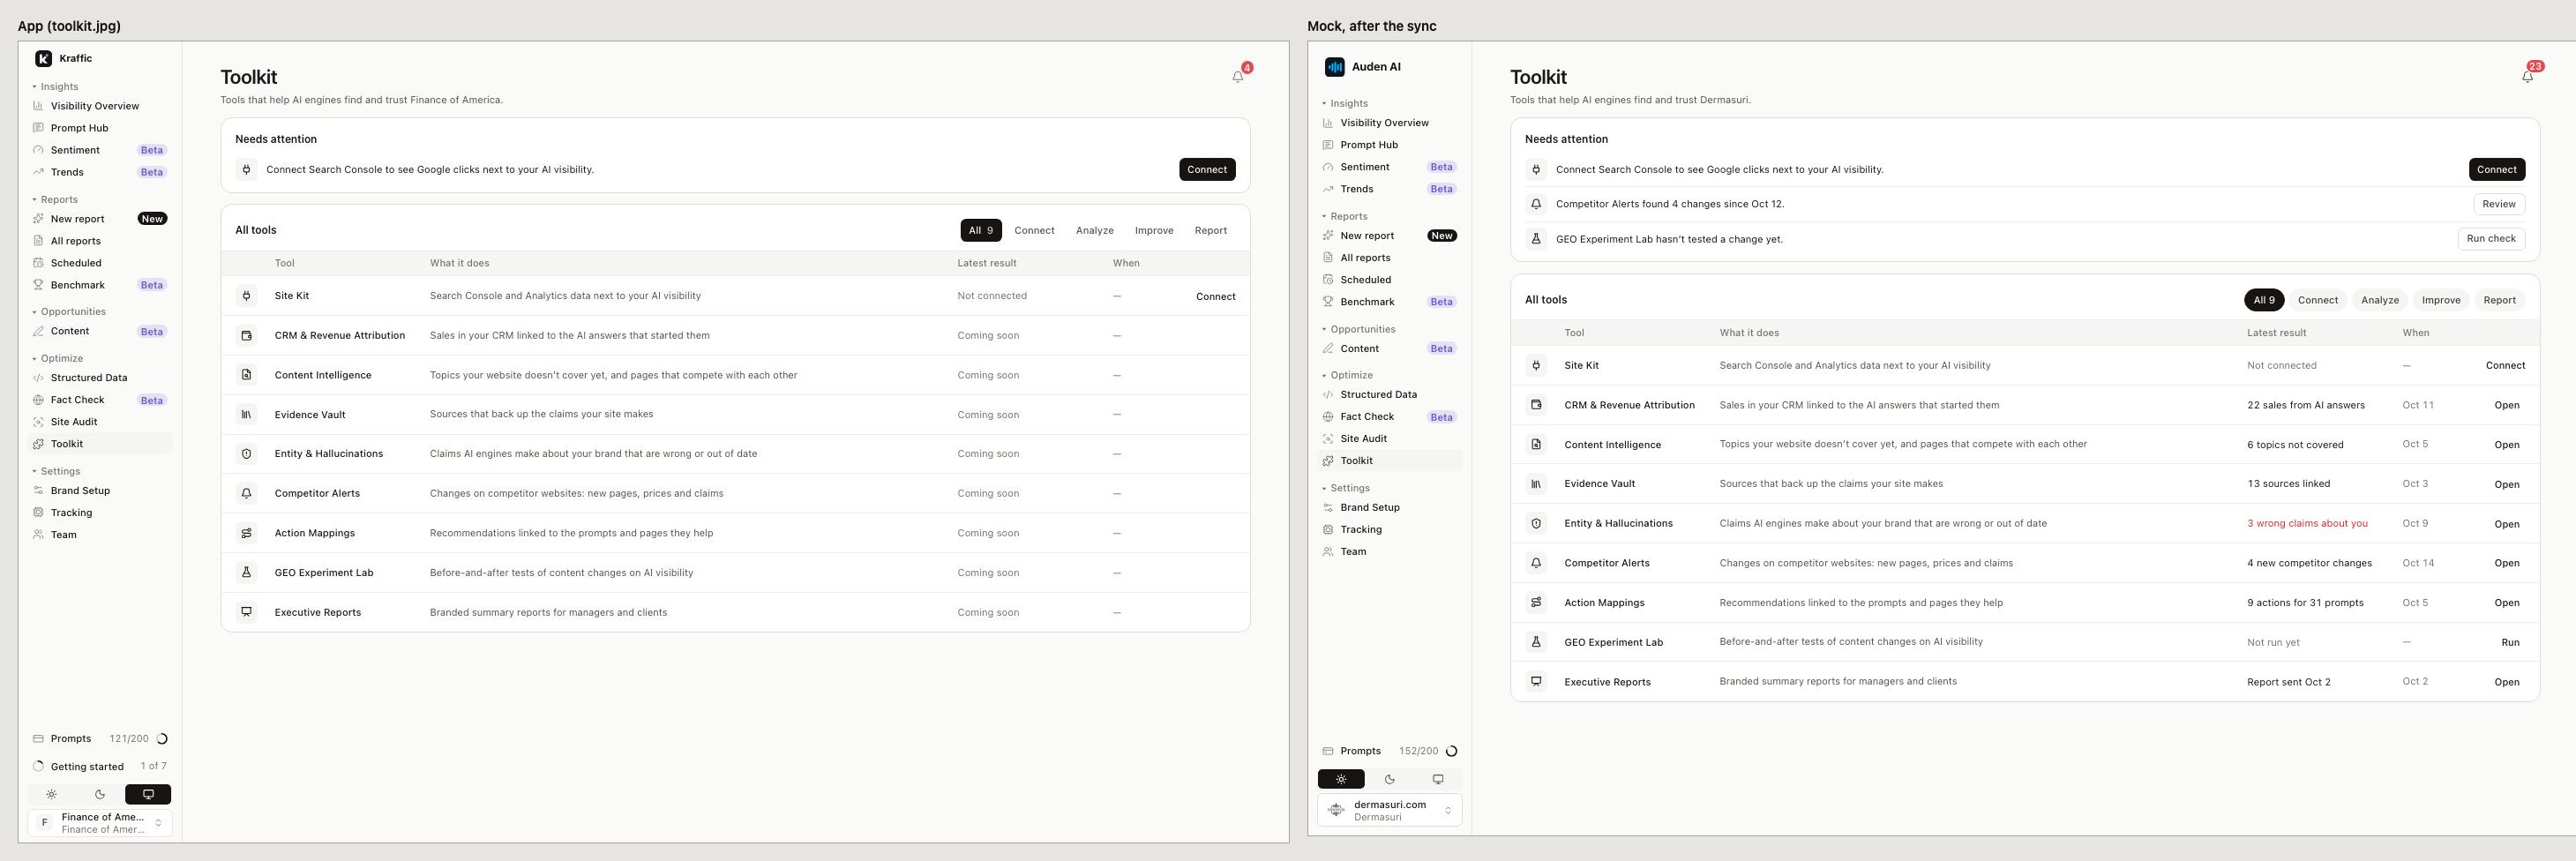 App (toolkit.jpg)
Kraffic
Insights
Visibility Overview
Prompt Hub
Sentiment Beta
Trends Beta
Reports
New report New
All reports
Scheduled
Benchmark Beta
Opportunities
Content Beta
Optimize
Structured Data
Fact Check Beta
Site Audit
Toolkit
Settings
Brand Setup
Tracking
Team
Prompts 121/200
Getting started 1 of 7
F Finance of Ame...
Finance of Amer...
Toolkit
4
Tools that help AI engines find and trust Finance of America.
Needs attention
Connect Search Console to see Google clicks next to your AI visibility. Connect
All tools All 9 Connect Analyze Improve Report
Tool What it does Latest result When
Site Kit Search Console and Analytics data next to your AI visibility Not connected — Connect
CRM & Revenue Attribution Sales in your CRM linked to the AI answers that started them Coming soon —
Content Intelligence Topics your website doesn't cover yet, and pages that compete with each other Coming soon —
Evidence Vault Sources that back up the claims your site makes Coming soon —
Entity & Hallucinations Claims AI engines make about your brand that are wrong or out of date Coming soon —
Competitor Alerts Changes on competitor websites: new pages, prices and claims Coming soon —
Action Mappings Recommendations linked to the prompts and pages they help Coming soon —
GEO Experiment Lab Before-and-after tests of content changes on AI visibility Coming soon —
Executive Reports Branded summary reports for managers and clients Coming soon —
Mock, after the sync
Auden AI
Insights
Visibility Overview
Prompt Hub
Sentiment Beta
Trends Beta
Reports
New report New
All reports
Scheduled
Benchmark Beta
Opportunities
Content Beta
Optimize
Structured Data
Fact Check Beta
Site Audit
Toolkit
Settings
Brand Setup
Tracking
Team
Prompts 152/200
dermasuri.com
Dermasuri
Toolkit
23
Tools that help AI engines find and trust Dermasuri.
Needs attention
Connect Search Console to see Google clicks next to your AI visibility. Connect
Competitor Alerts found 4 changes since Oct 12. Review
GEO Experiment Lab hasn't tested a change yet. Run check
All tools All 9 Connect Analyze Improve Report
Tool What it does Latest result When
Site Kit Search Console and Analytics data next to your AI visibility Not connected — Connect
CRM & Revenue Attribution Sales in your CRM linked to the AI answers that started them 22 sales from AI answers Oct 11 Open
Content Intelligence Topics your website doesn't cover yet, and pages that compete with each other 6 topics not covered Oct 5 Open
Evidence Vault Sources that back up the claims your site makes 13 sources linked Oct 3 Open
Entity & Hallucinations Claims AI engines make about your brand that are wrong or out of date 3 wrong claims about you Oct 9 Open
Competitor Alerts Changes on competitor websites: new pages, prices and claims 4 new competitor changes Oct 14 Open
Action Mappings Recommendations linked to the prompts and pages they help 9 actions for 31 prompts Oct 5 Open
GEO Experiment Lab Before-and-after tests of content changes on AI visibility Not run yet — Run
Executive Reports Branded summary reports for managers and clients Report sent Oct 2 Oct 2 Open